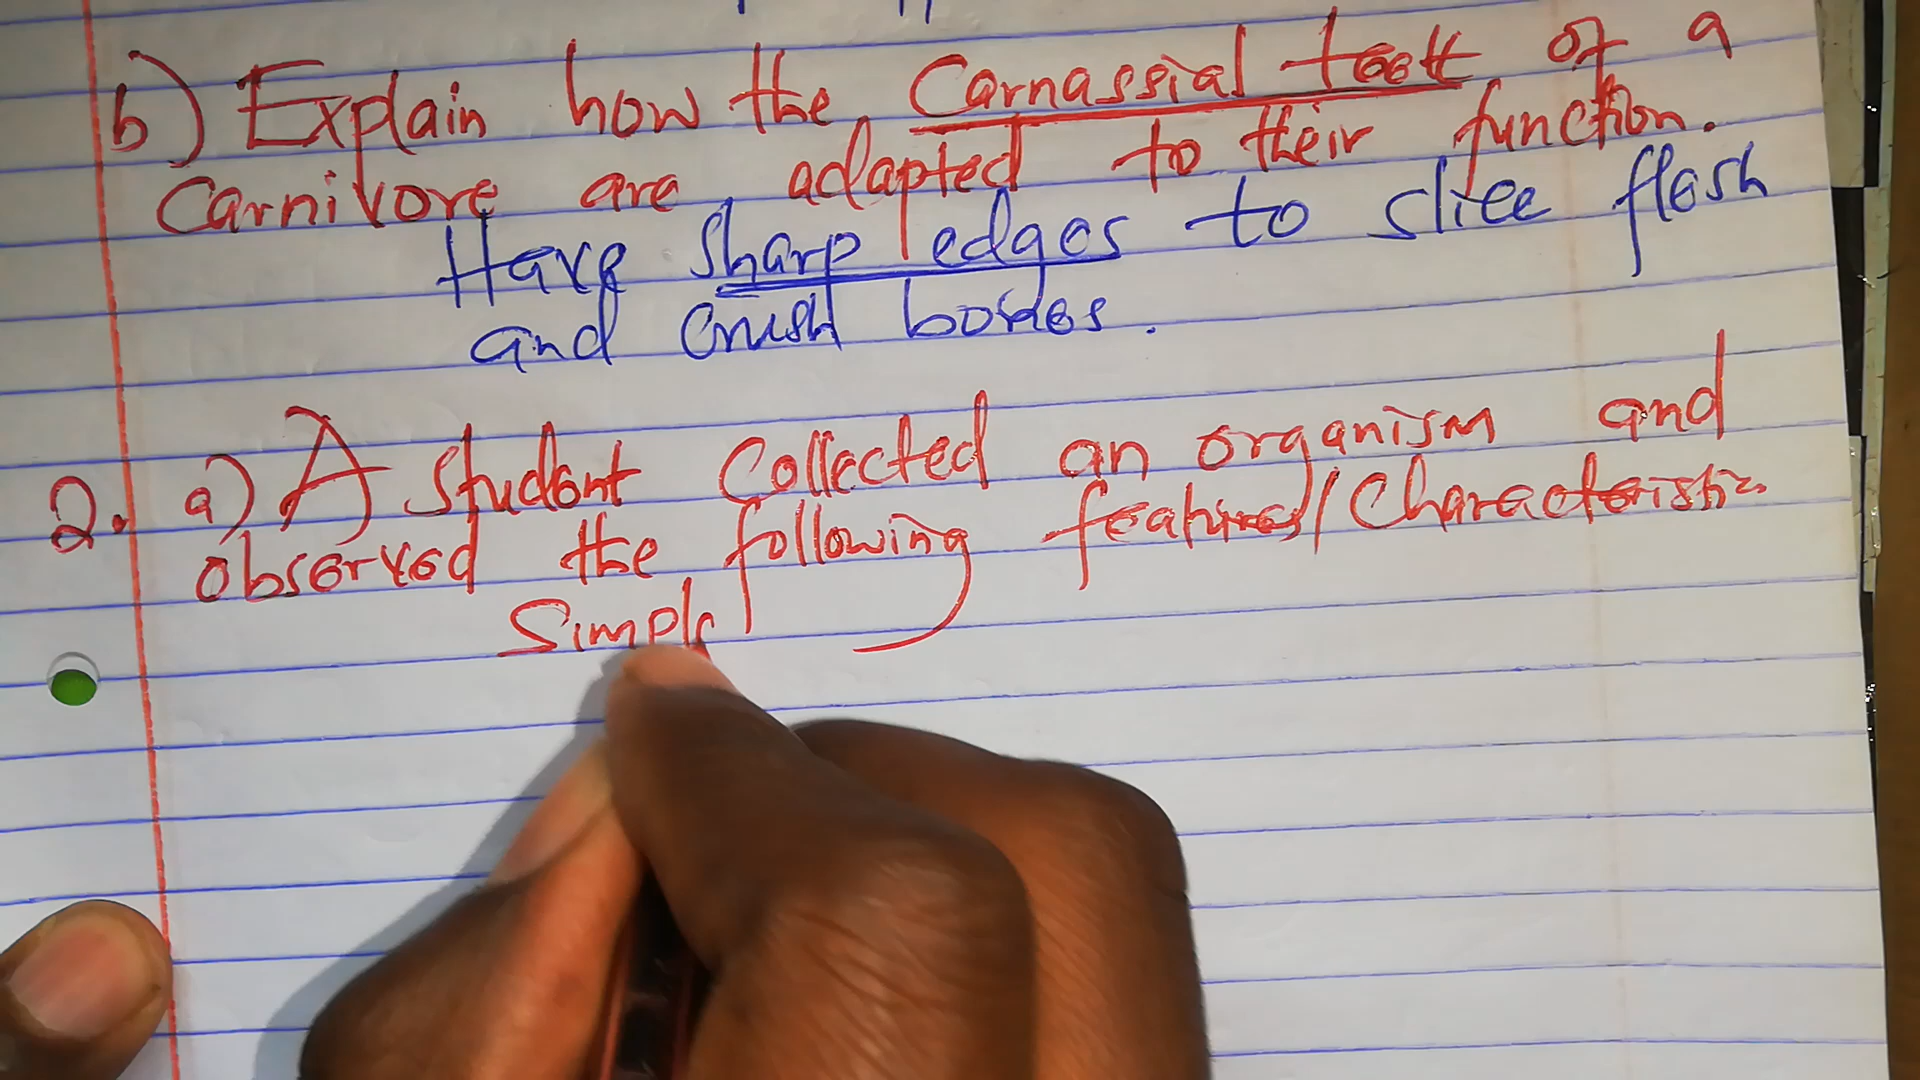 b) Explain how the Carnassial teeth of a
Carnivore are adapted to their function.
Have sharp edges to slice flesh
and crush bones.
2. a) A student Collected an organism and
observed the following features/Characteristics
Simple